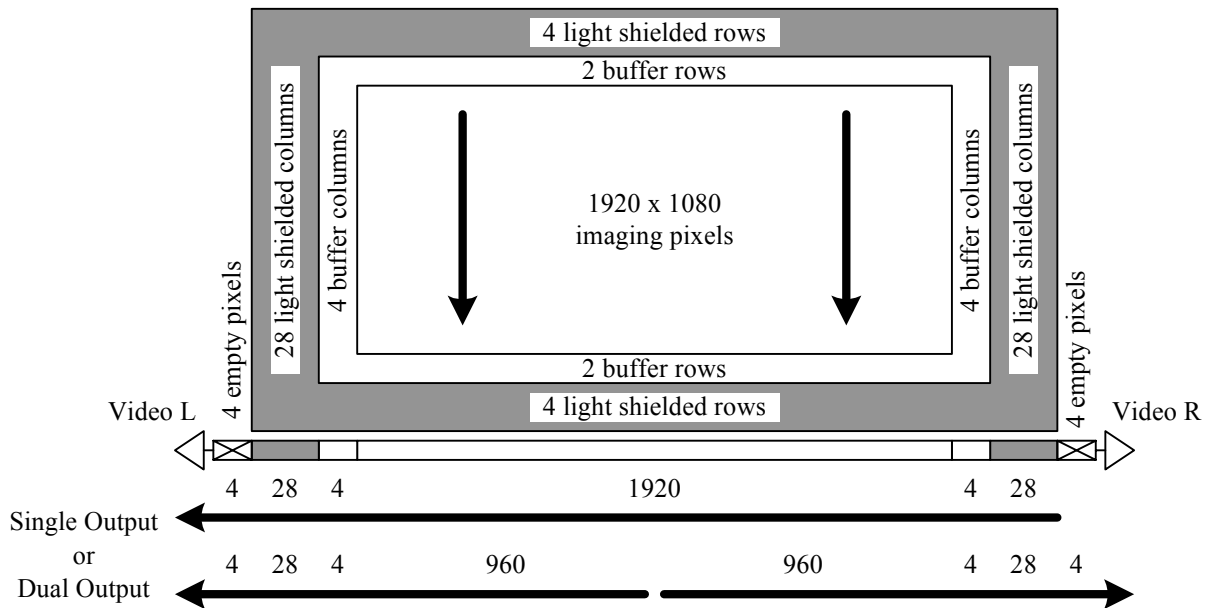 4 light shielded rows
2 buffer rows
28 light shielded columns
4 buffer columns
1920 x 1080
imaging pixels
4 buffer columns
28 light shielded columns
4 empty pixels
4 empty pixels
2 buffer rows
4 light shielded rows
Video L
Video R
4 28 4 1920 4 28
Single Output
or
Dual Output
4 28 4 960 960 4 28 4